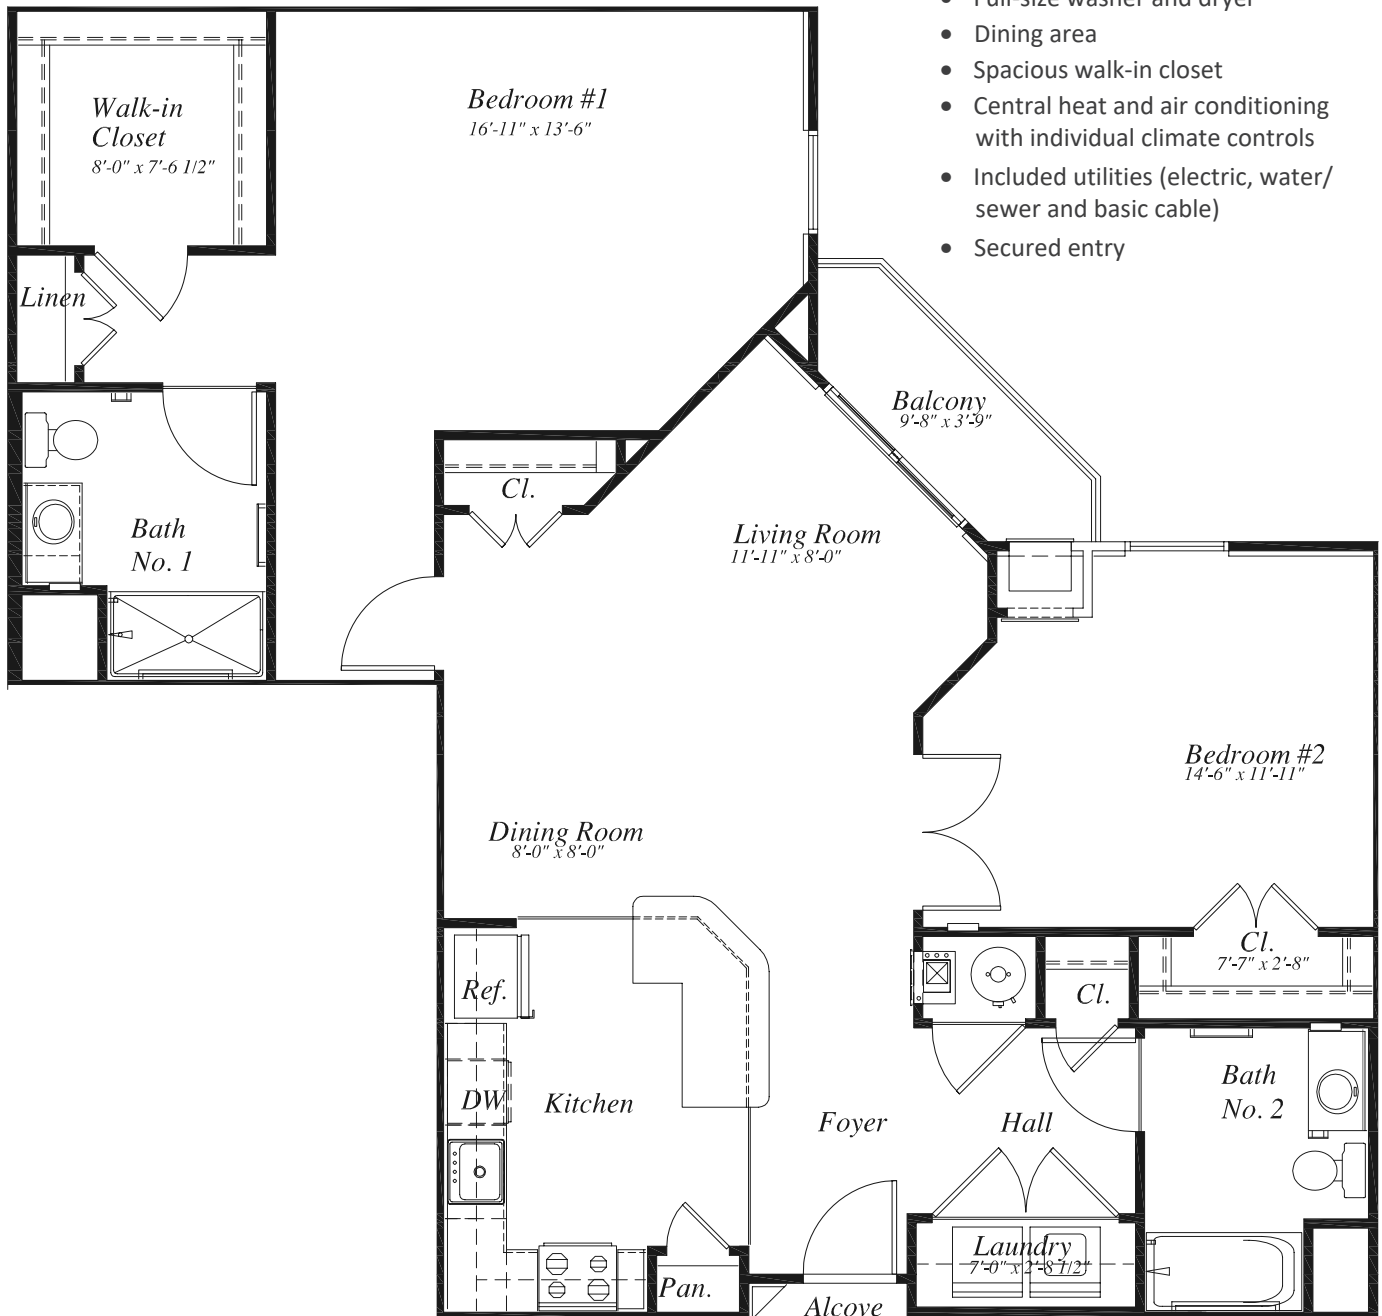 • Full-size washer and dryer
• Dining area
• Spacious walk-in closet
• Central heat and air conditioning
with individual climate controls
• Included utilities (electric, water/
sewer and basic cable)
• Secured entry
Walk-in
Closet
8'-0" x 7'-6 1/2"
Bedroom #1
16'-11" x 13'-6"
Linen
Balcony
9'-8" x 3'-9"
Cl.
Bath
No. 1
Living Room
11'-11" x 8'-0"
Bedroom #2
14'-6" x 11'-11"
Dining Room
8'-0" x 8'-0"
Cl.
7'-7" x 2'-8"
Ref.
Cl.
DW
Kitchen
Foyer
Hall
Bath
No. 2
Laundry
7'-0" x 2'-8 1/2"
Pan.
Alcove